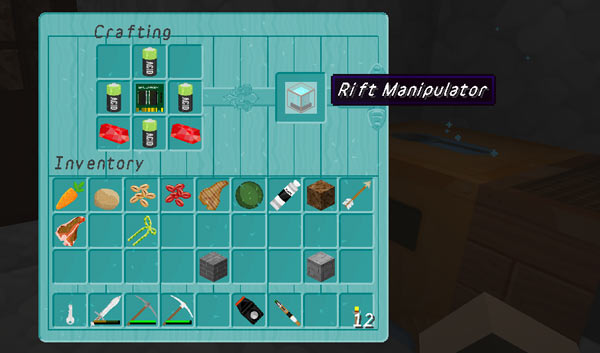 Crafting
ACID
ACID
ACID
Rift Manipulator
ACID
Inventory
12